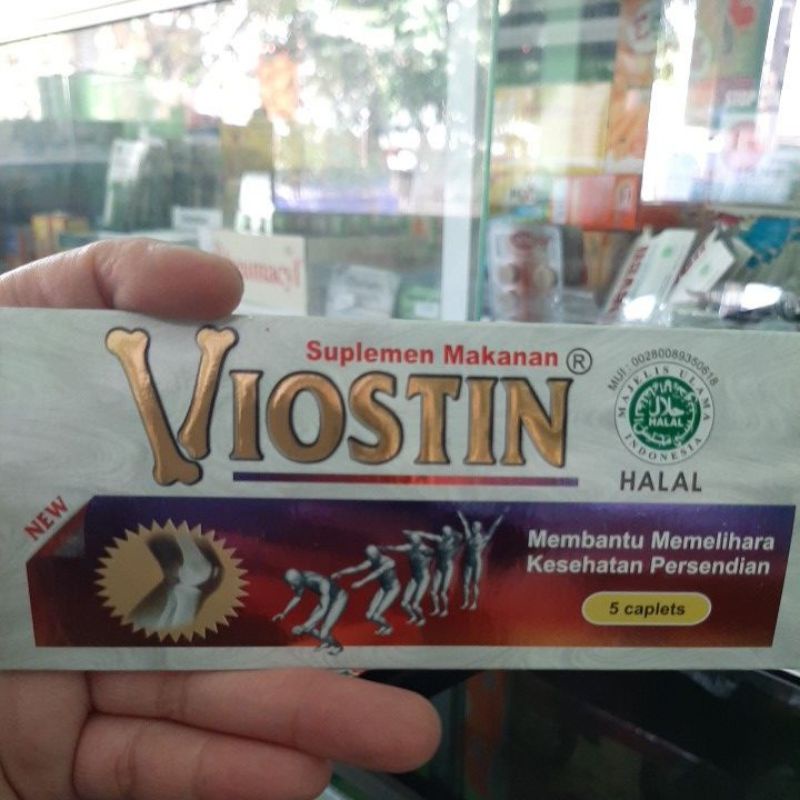 Suplemen Makanan
VIOSTIN®
MUI : 00280089350618
MAJELIS ULAMA
INDONESIA
HALAL
HALAL
NEW
Membantu Memelihara
Kesehatan Persendian
5 caplets